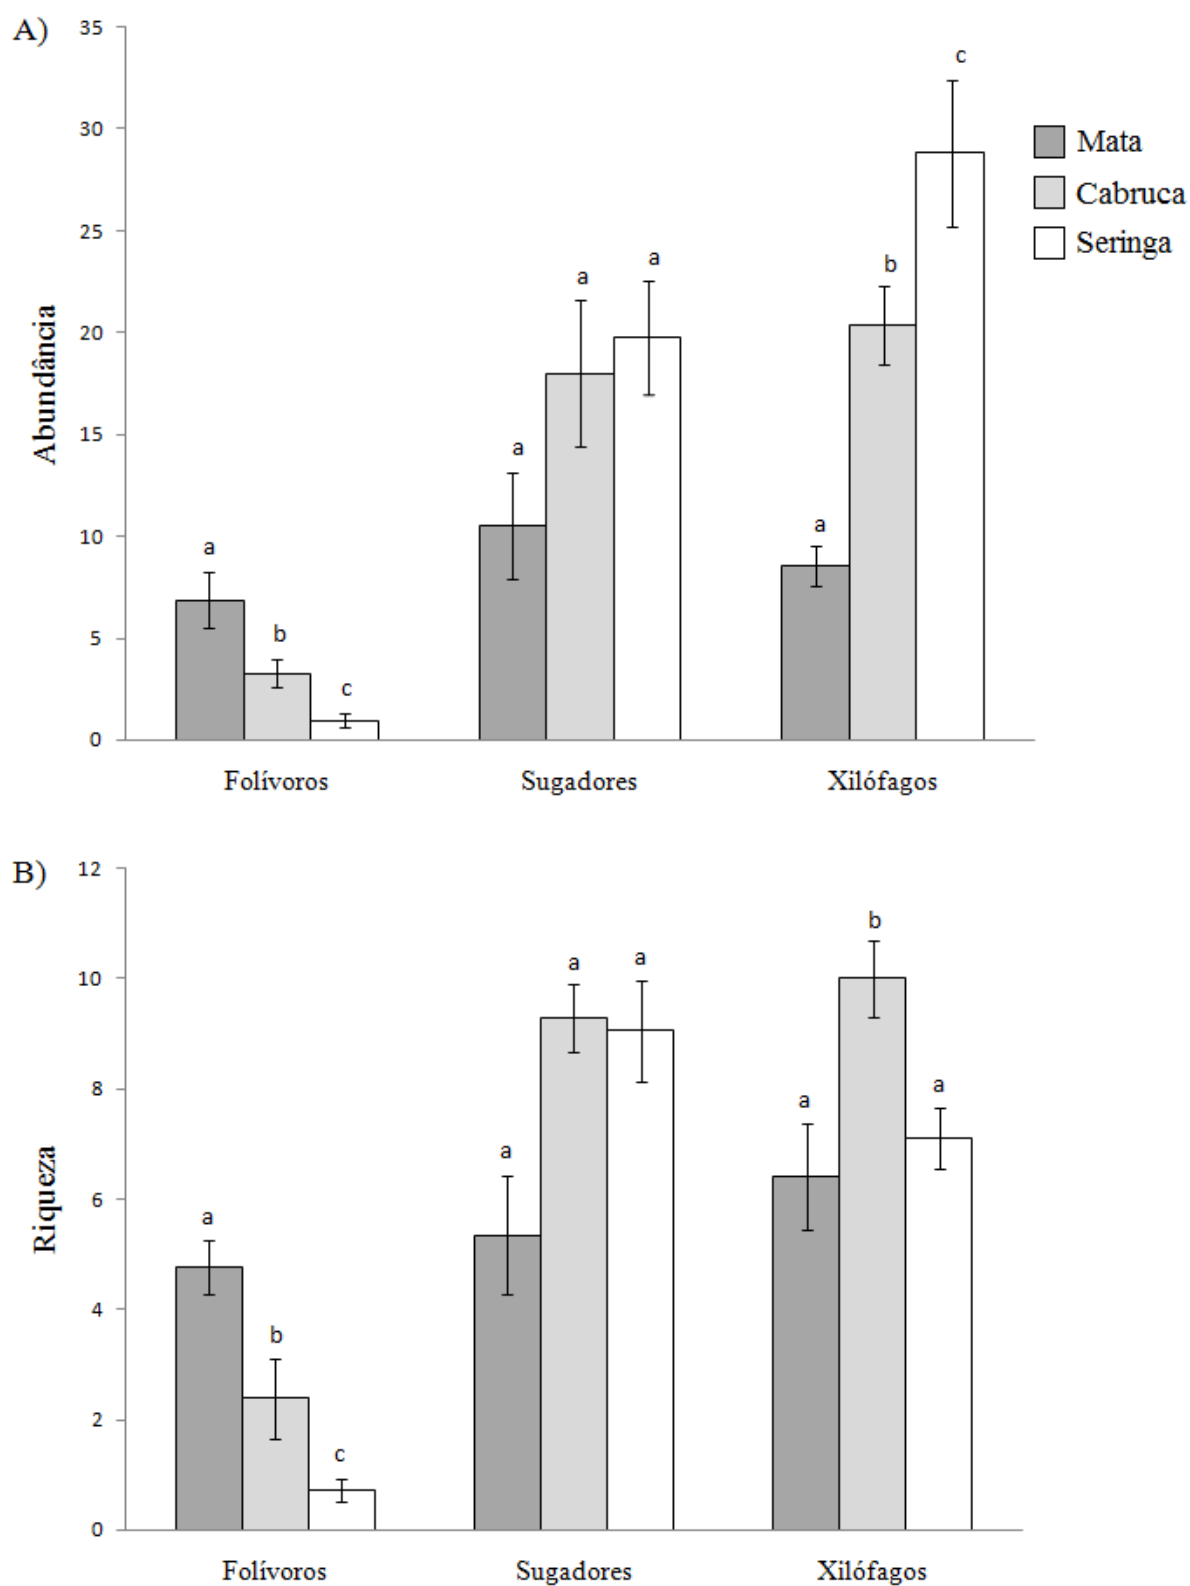 A)
35
30
25
20
15
10
5
0
Abundância
a
b
c
a
a
a
a
b
c
Mata
Cabruca
Seringa
Folívoros Sugadores Xilófagos
B)
12
10
8
6
4
2
0
Riqueza
a
b
c
a
a
a
a
b
a
Folívoros Sugadores Xilófagos